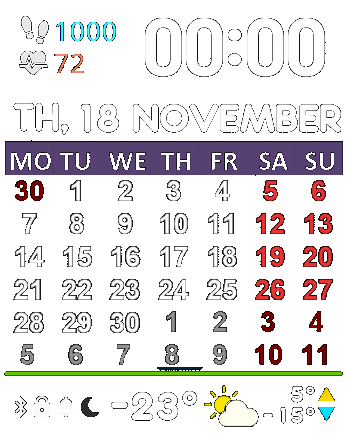 1000
72
00:00
TH, 18 NOVEMBER
MO TU WE TH FR SA SU
30 1 2 3 4 5 6
7 8 9 10 11 12 13
14 15 16 17 18 19 20
21 22 23 24 25 26 27
28 29 30 1 2 3 4
5 6 7 8 9 10 11
-23° 5°
-15°